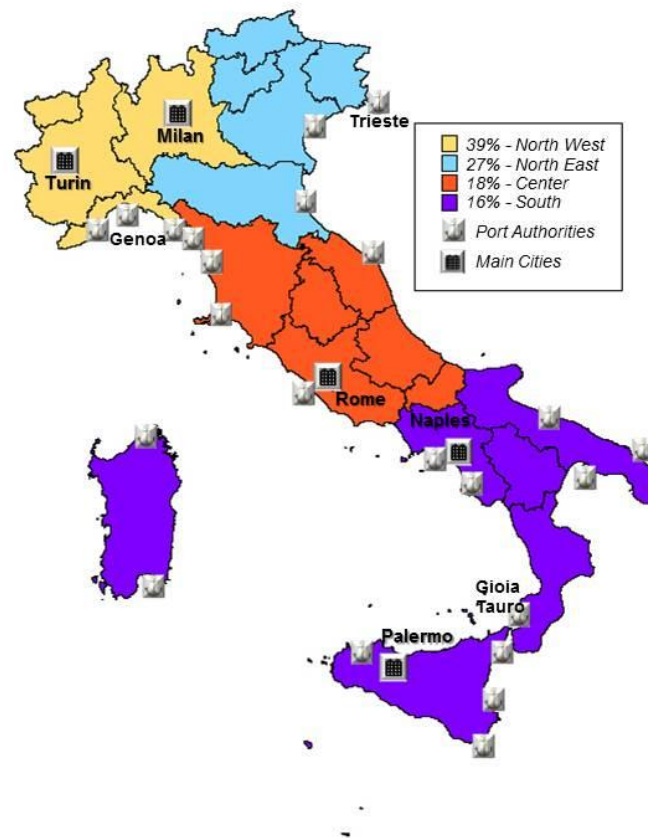 Milan
Trieste
Turin
Genoa
39% - North West
27% - North East
18% - Center
16% - South
Port Authorities
Main Cities
Rome
Naples
Gioia
Tauro
Palermo